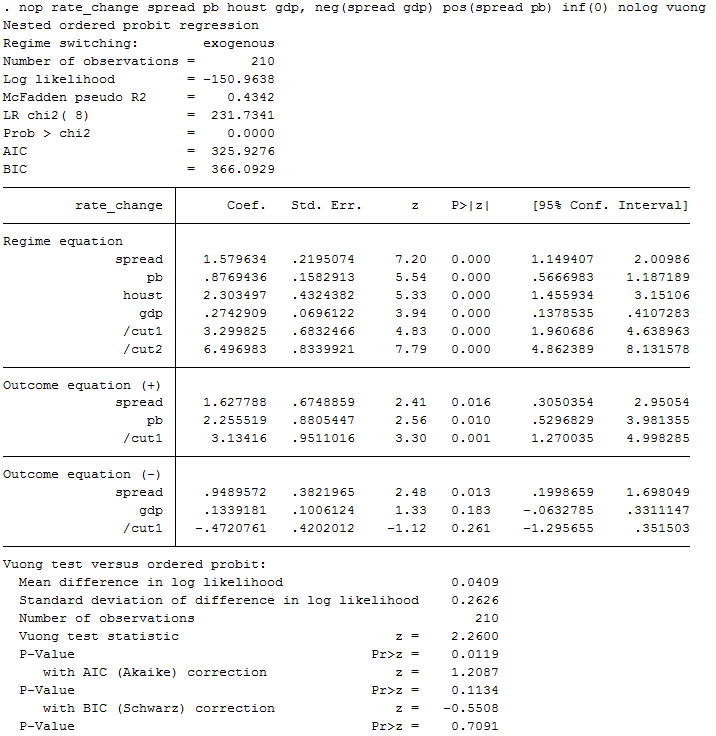 . nop rate_change spread pb houst gdp, neg(spread gdp) pos(spread pb) inf(0) nolog vuong
Nested ordered probit regression
Regime switching: exogenous
Number of observations = 210
Log likelihood = -150.9638
McFadden pseudo R2 = 0.4342
LR chi2( 8) = 231.7341
Prob > chi2 = 0.0000
AIC = 325.9276
BIC = 366.0929
rate_change Coef. Std. Err. z P>|z| [95% Conf. Interval]
Regime equation
spread 1.579634 .2195074 7.20 0.000 1.149407 2.00986
pb .8769436 .1582913 5.54 0.000 .5666983 1.187189
houst 2.303497 .4324382 5.33 0.000 1.455934 3.15106
gdp .2742909 .0696122 3.94 0.000 .1378535 .4107283
/cut1 3.299825 .6832466 4.83 0.000 1.960686 4.638963
/cut2 6.496983 .8339921 7.79 0.000 4.862389 8.131578
Outcome equation (+)
spread 1.627788 .6748859 2.41 0.016 .3050354 2.95054
pb 2.255519 .8805447 2.56 0.010 .5296829 3.981355
/cut1 3.13416 .9511016 3.30 0.001 1.270035 4.998285
Outcome equation (-)
spread .9489572 .3821965 2.48 0.013 .1998659 1.698049
gdp .1339181 .1006124 1.33 0.183 -.0632785 .3311147
/cut1 -.4720761 .4202012 -1.12 0.261 -1.295655 .351503
Vuong test versus ordered probit:
Mean difference in log likelihood 0.0409
Standard deviation of difference in log likelihood 0.2626
Number of observations 210
Vuong test statistic z = 2.2600
P-Value Pr>z = 0.0119
with AIC (Akaike) correction z = 1.2087
P-Value Pr>z = 0.1134
with BIC (Schwarz) correction z = -0.5508
P-Value Pr>z = 0.7091